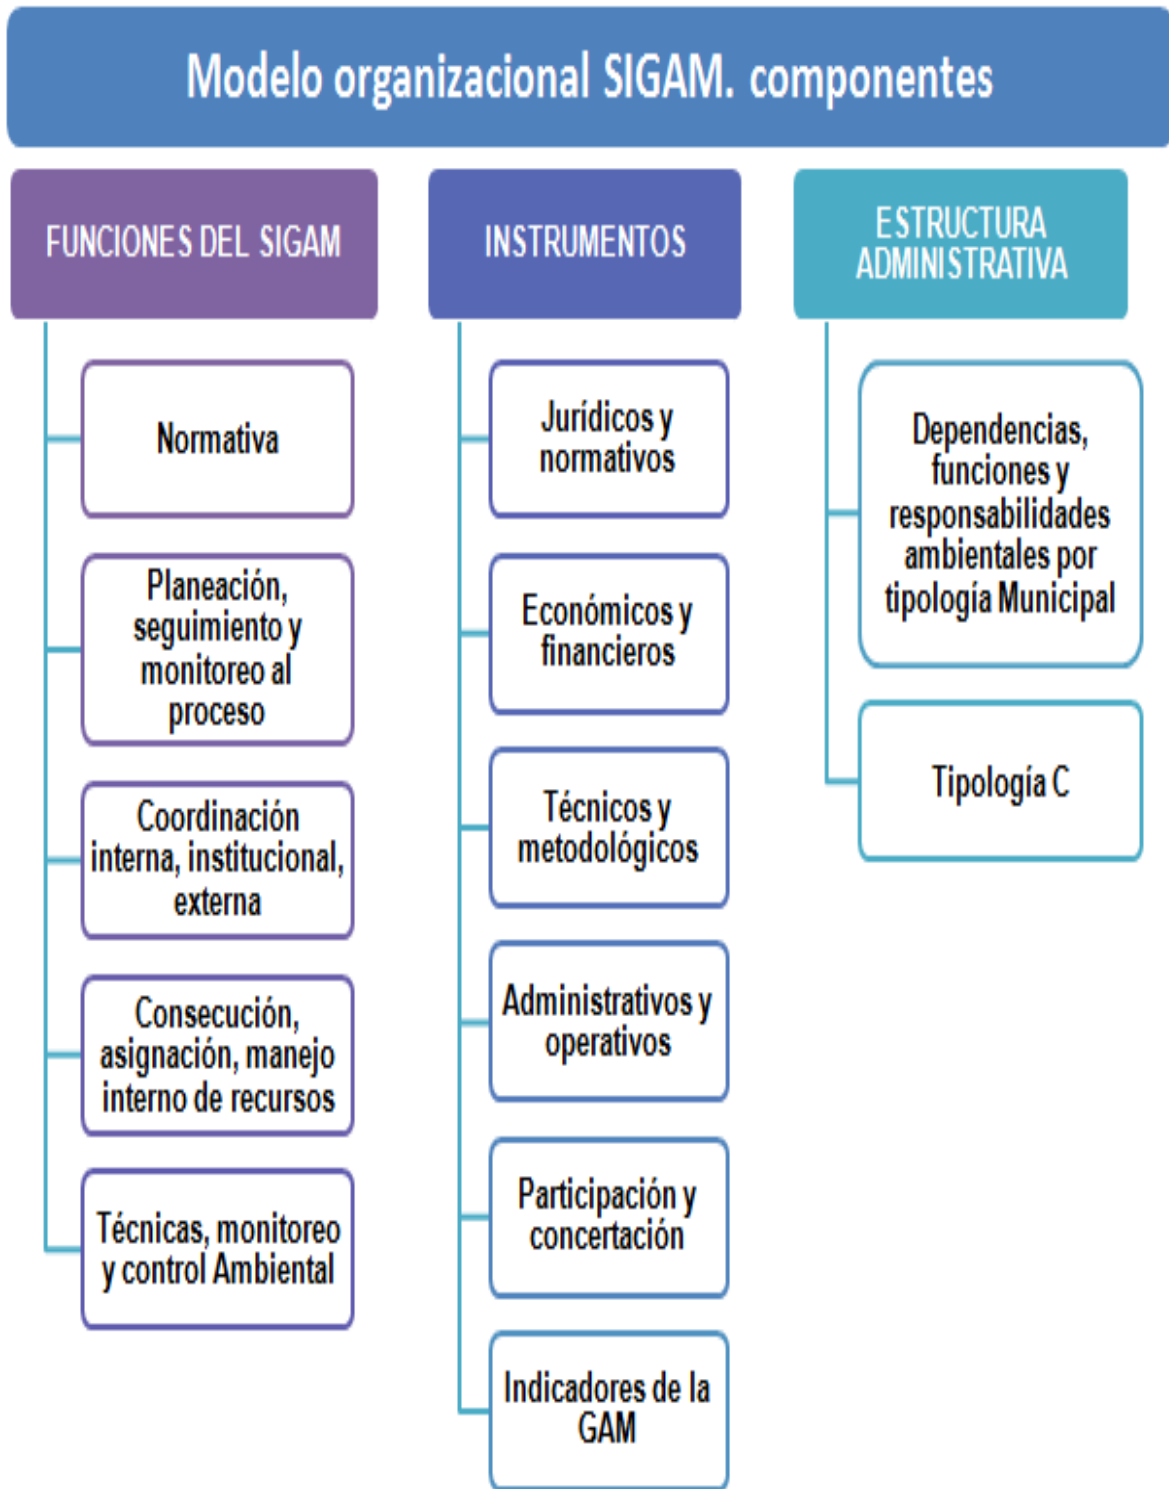 Modelo organizacional SIGAM. componentes
FUNCIONES DEL SIGAM
Normativa
Planeación,
seguimiento y
monitoreo al
proceso
Coordinación
interna, institucional,
externa
Consecución,
asignación, manejo
interno de recursos
Técnicas, monitoreo
y control Ambiental
INSTRUMENTOS
Jurídicos y
normativos
Económicos y
financieros
Técnicos y
metodológicos
Administrativos y
operativos
Participación y
concertación
Indicadores de la
GAM
ESTRUCTURA
ADMINISTRATIVA
Dependencias,
funciones y
responsabilidades
ambientales por
tipología Municipal
Tipología C